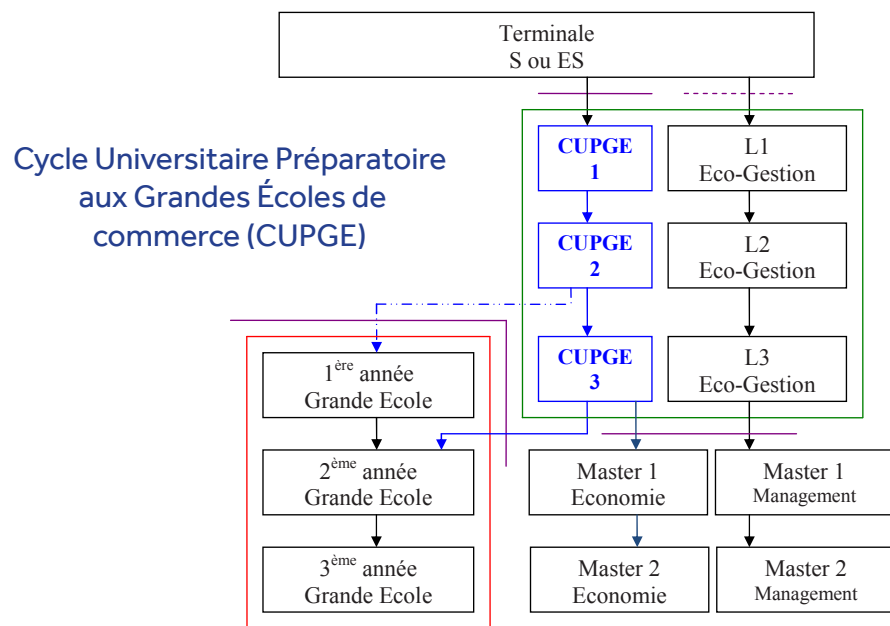 Terminale
S ou ES
Cycle Universitaire Préparatoire
aux Grandes Écoles de
commerce (CUPGE)
CUPGE
1
L1
Eco-Gestion
CUPGE
2
L2
Eco-Gestion
CUPGE
3
L3
Eco-Gestion
1ère année
Grande Ecole
2ème année
Grande Ecole
Master 1
Economie
Master 1
Management
3ème année
Grande Ecole
Master 2
Economie
Master 2
Management